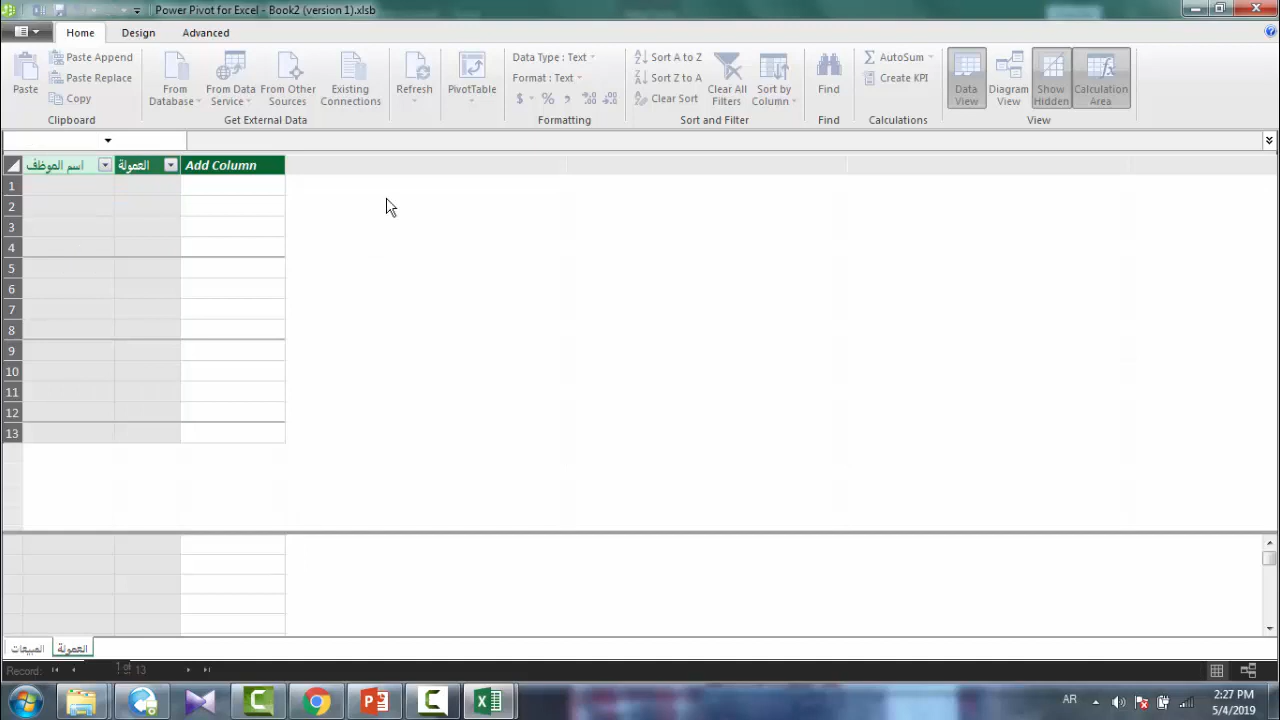 Power Pivot for Excel - Book2 (version 1).xlsb
Home Design Advanced
Paste
Paste Append
Paste Replace
Copy
Clipboard
From Database
From Data Service
From Other Sources
Existing Connections
Get External Data
Refresh
PivotTable
Data Type : Text
Format : Text
$ % ,
Formatting
Sort A to Z
Sort Z to A
Clear Sort
Clear All Filters
Sort by Column
Sort and Filter
Find
Find
AutoSum
Create KPI
Calculations
Data View
Diagram View
Show Hidden
Calculation Area
View
اسم الموظف العمولة Add Column
1
2
3
4
5
6
7
8
9
10
11
12
13
المبيعات العمولة
Record: 1 of 13
AR
2:27 PM
5/4/2019